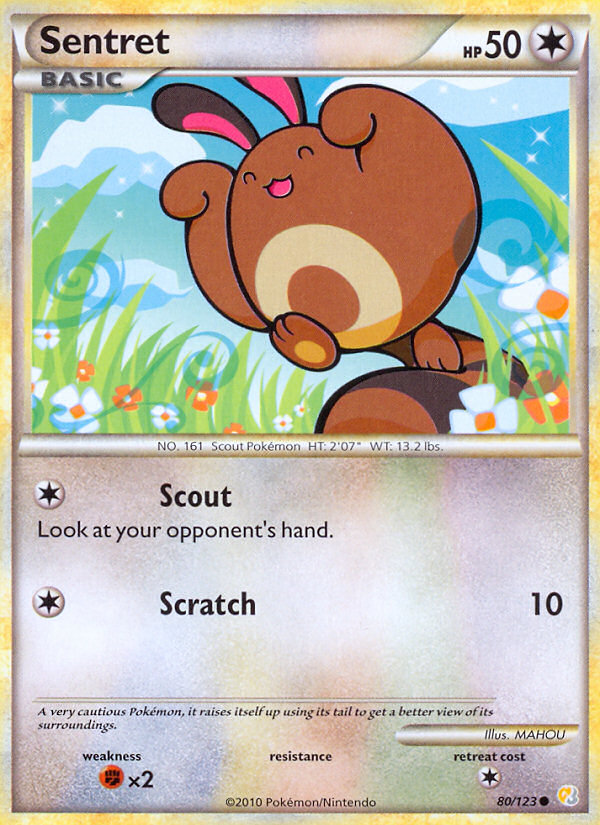 Sentret
HP 50
BASIC
NO. 161 Scout Pokémon HT: 2'07" WT: 13.2 lbs.
Scout
Look at your opponent's hand.
Scratch 10
A very cautious Pokémon, it raises itself up using its tail to get a better view of its
surroundings.
Illus. MAHOU
weakness resistance retreat cost
×2
©2010 Pokémon/Nintendo 80/123